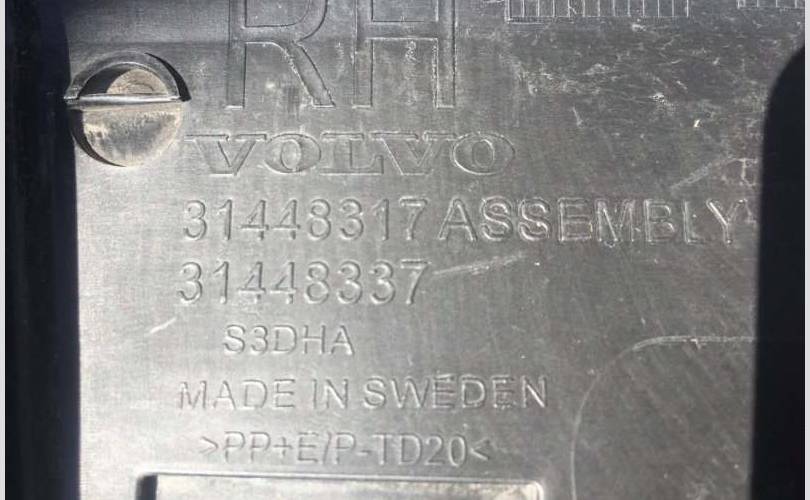 RH
VOLVO
31448317 ASSEMBLY
31448337
S3DHA
MADE IN SWEDEN
>PP+E/P-TD20<